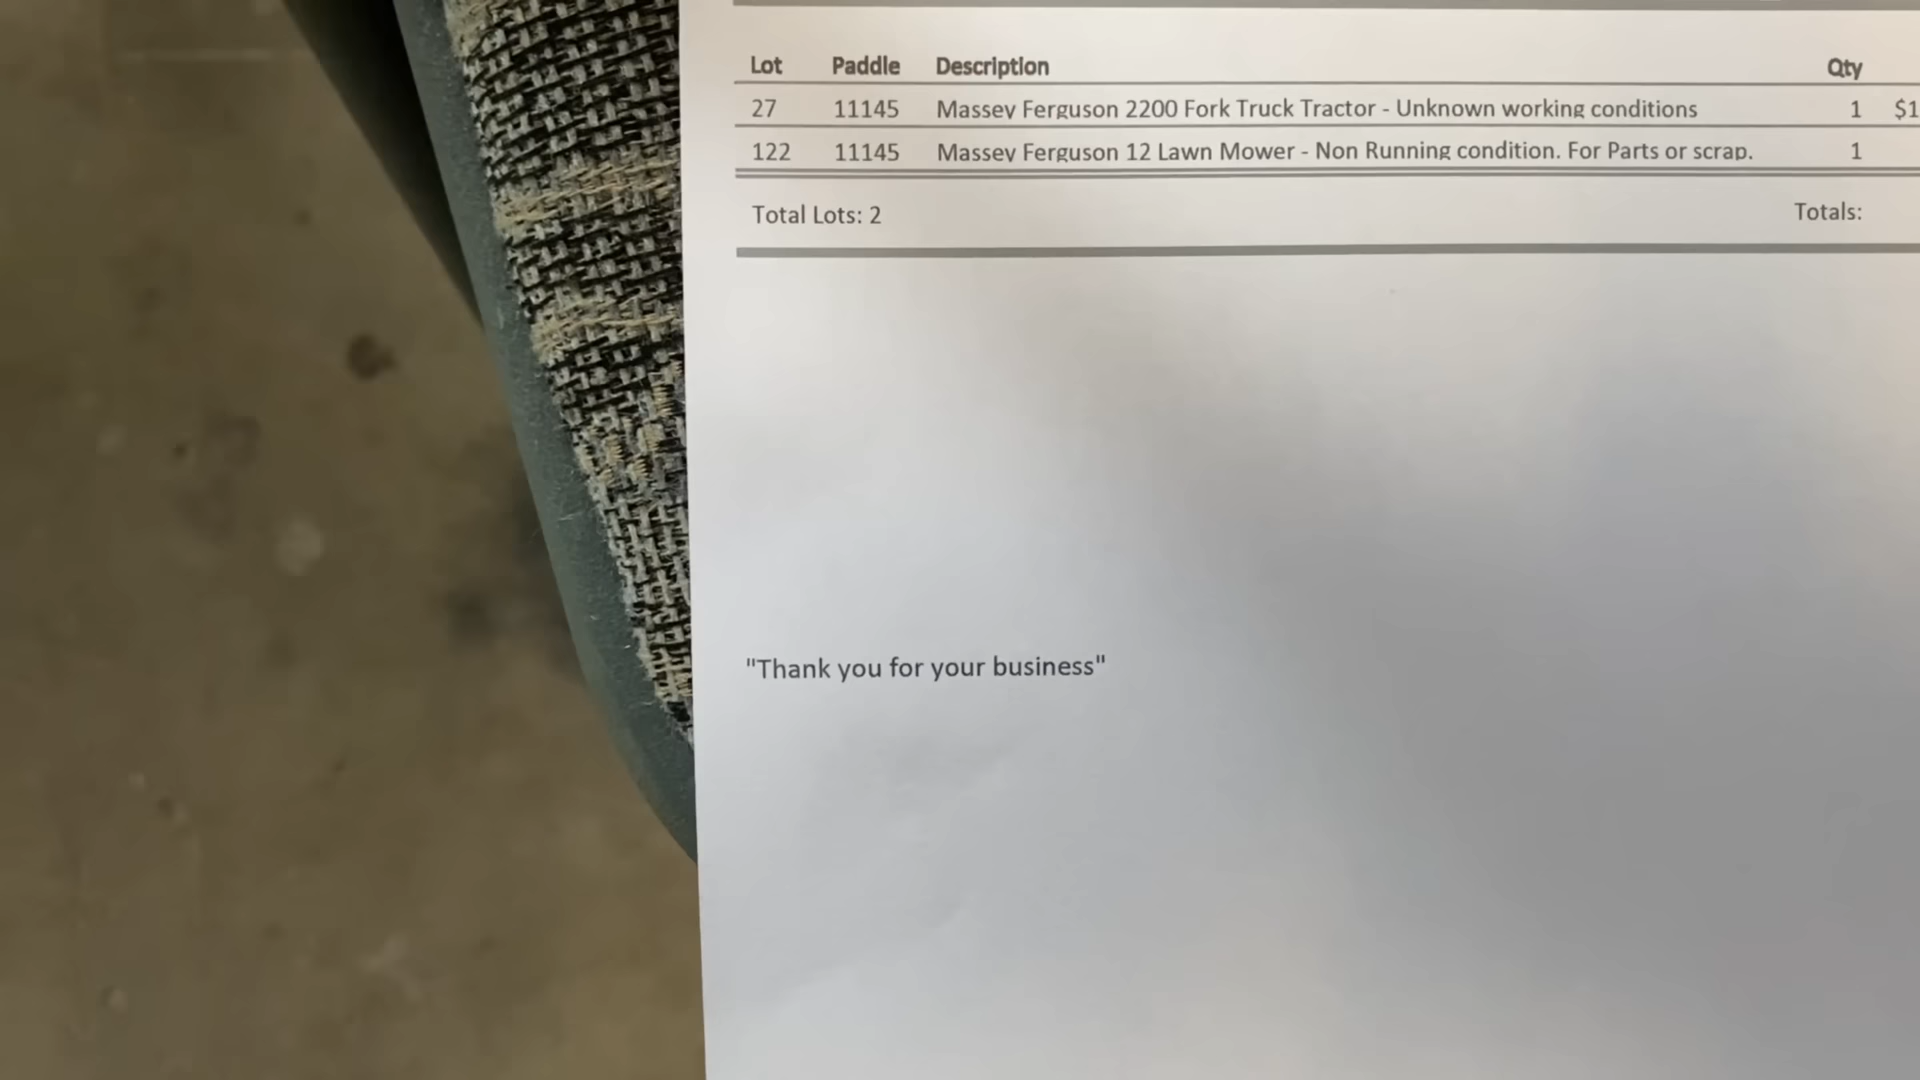 Lot Paddle Description Qty
27 11145 Massey Ferguson 2200 Fork Truck Tractor - Unknown working conditions 1 $1
122 11145 Massey Ferguson 12 Lawn Mower - Non Running condition. For Parts or scrap. 1
Total Lots: 2 Totals:
"Thank you for your business"